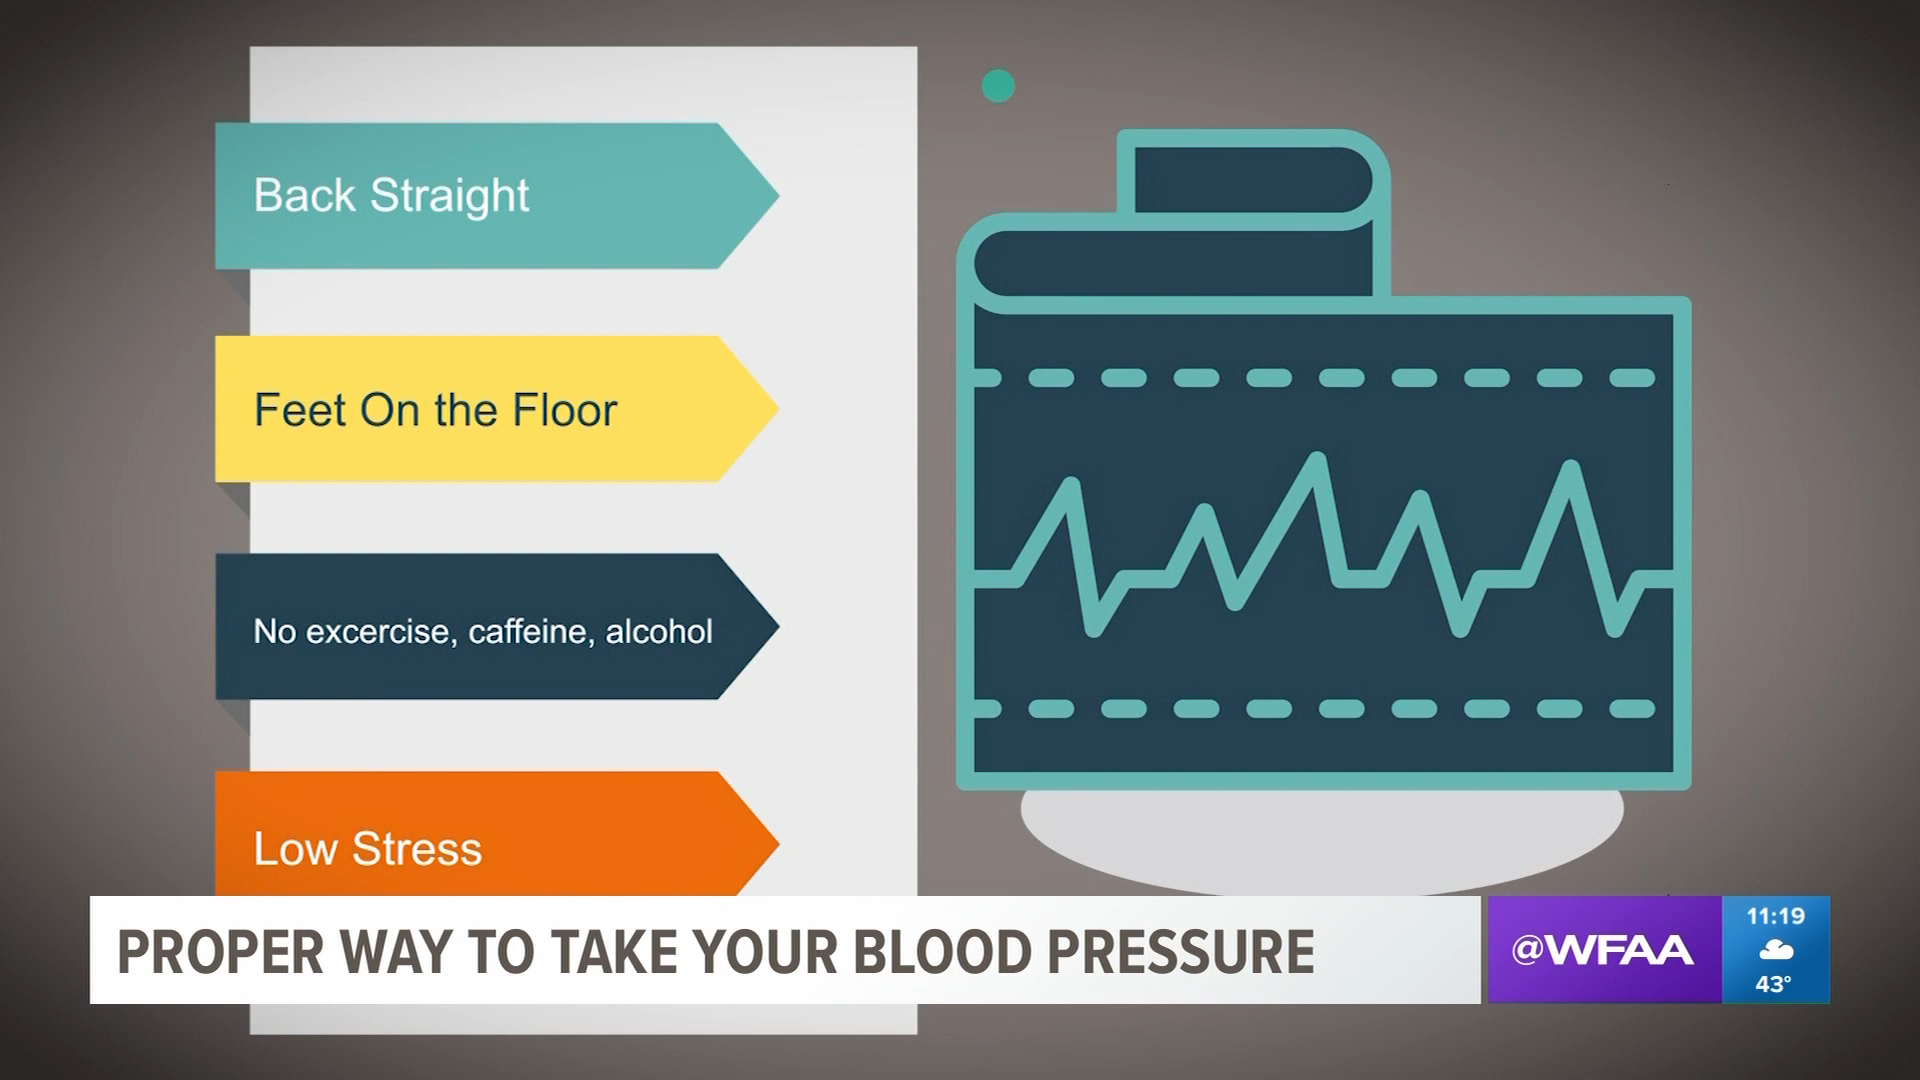 Back Straight
Feet On the Floor
No excercise, caffeine, alcohol
Low Stress
PROPER WAY TO TAKE YOUR BLOOD PRESSURE
@WFAA
11:19
43°